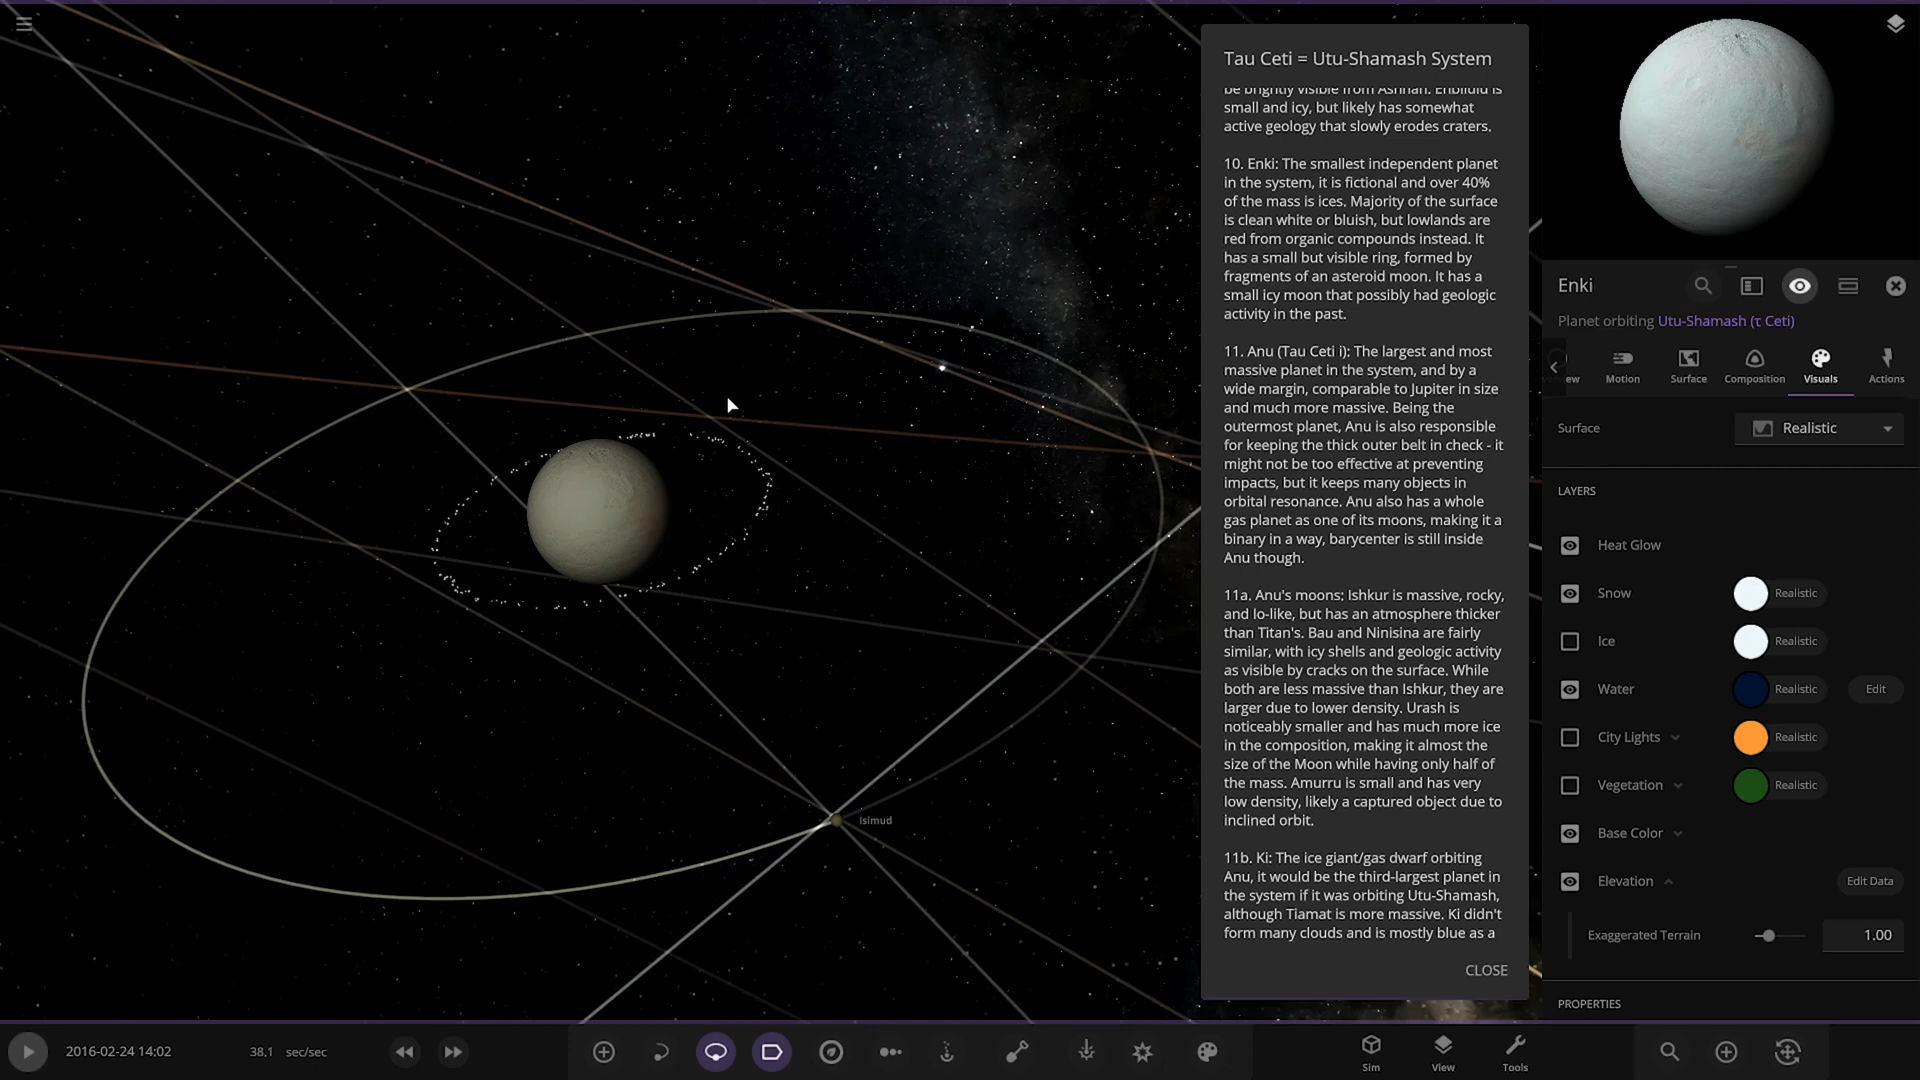 Tau Ceti = Utu-Shamash System
be brightly visible from Ashnan. Enbilulu is
small and icy, but likely has somewhat
active geology that slowly erodes craters.
10. Enki: The smallest independent planet
in the system, it is fictional and over 40%
of the mass is ices. Majority of the surface
is clean white or bluish, but lowlands are
red from organic compounds instead. It
has a small but visible ring, formed by
fragments of an asteroid moon. It has a
small icy moon that possibly had geologic
activity in the past.
11. Anu (Tau Ceti i): The largest and most
massive planet in the system, and by a
wide margin, comparable to Jupiter in size
and much more massive. Being the
outermost planet, Anu is also responsible
for keeping the thick outer belt in check - it
might not be too effective at preventing
impacts, but it keeps many objects in
orbital resonance. Anu also has a whole
gas planet as one of its moons, making it a
binary in a way, barycenter is still inside
Anu though.
11a. Anu's moons: Ishkur is massive, rocky,
and Io-like, but has an atmosphere thicker
than Titan's. Bau and Ninisina are fairly
similar, with icy shells and geologic activity
as visible by cracks on the surface. While
both are less massive than Ishkur, they are
larger due to lower density. Urash is
noticeably smaller and has much more ice
in the composition, making it almost the
size of the Moon while having only half of
the mass. Amurru is small and has very
low density, likely a captured object due to
inclined orbit.
11b. Ki: The ice giant/gas dwarf orbiting
Anu, it would be the third-largest planet in
the system if it was orbiting Utu-Shamash,
although Tiamat is more massive. Ki didn't
form many clouds and is mostly blue as a
CLOSE
Isimud
Enki
Planet orbiting Utu-Shamash (τ Ceti)
ew
Motion
Surface
Composition
Visuals
Actions
Surface
Realistic
LAYERS
Heat Glow
Snow
Realistic
Ice
Realistic
Water
Realistic
Edit
City Lights
Realistic
Vegetation
Realistic
Base Color
Elevation
Edit Data
Exaggerated Terrain
1.00
PROPERTIES
2016-02-24 14:02
38.1 sec/sec
Sim
View
Tools